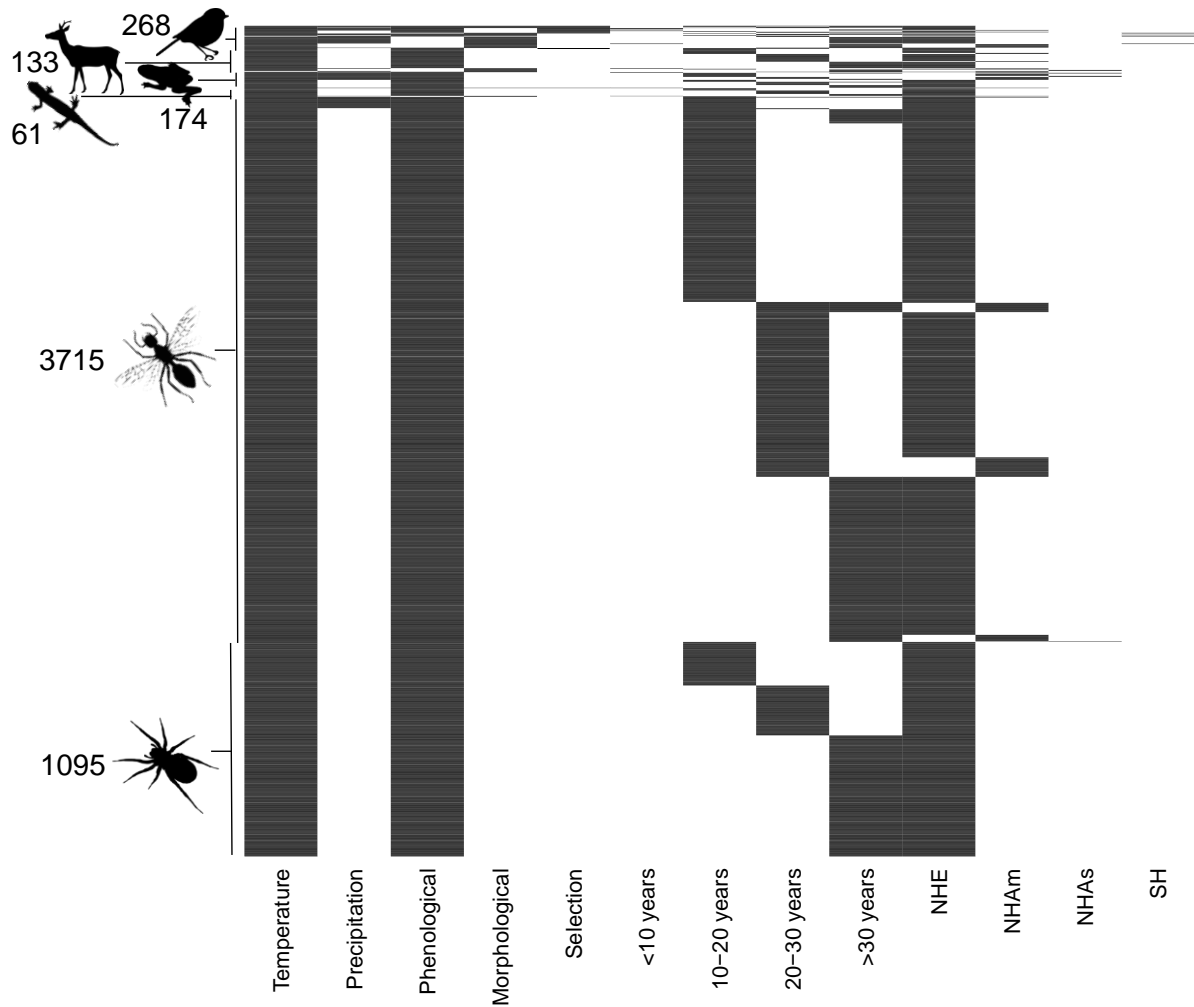 268
133
174
61
3715
1095
Temperature
Precipitation
Phenological
Morphological
Selection
<10 years
10−20 years
20−30 years
>30 years
NHE
NHAm
NHAs
SH